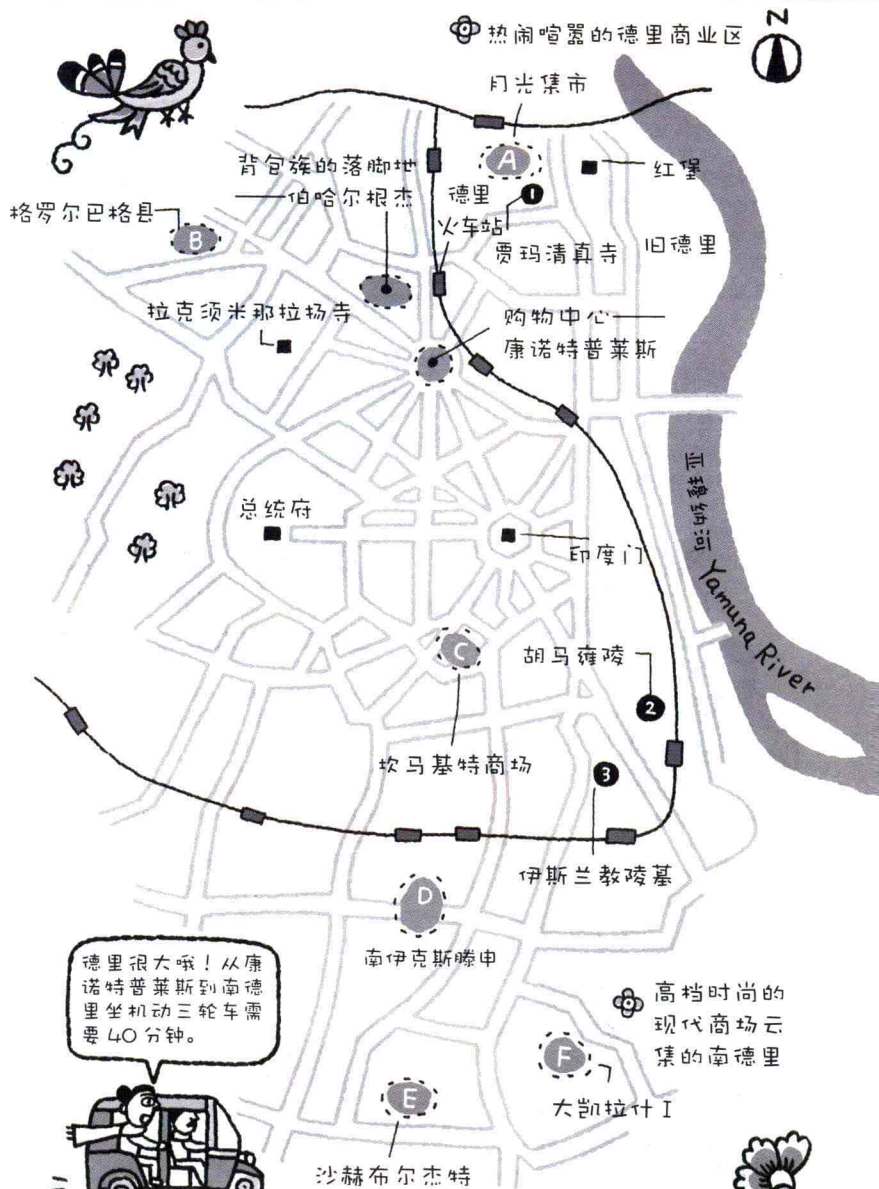 热闹喧嚣的德里商业区
N
月光集市
A
背包族的落脚地
伯哈尔根杰
德里
火车站
1
红堡
贾玛清真寺
旧德里
格罗尔巴格县
B
拉克须米那拉扬寺
购物中心
康诺特普莱斯
亚穆纳河 Yamuna River
总统府
印度门
C
胡马雍陵
2
坎马基特商场
3
伊斯兰教陵墓
D
南伊克斯滕申
德里很大哦！从康
诺特普莱斯到南德
里坐机动三轮车需
要40分钟。
高档时尚的
现代商场云
集的南德里
F
大凯拉什I
E
沙赫布尔杰特